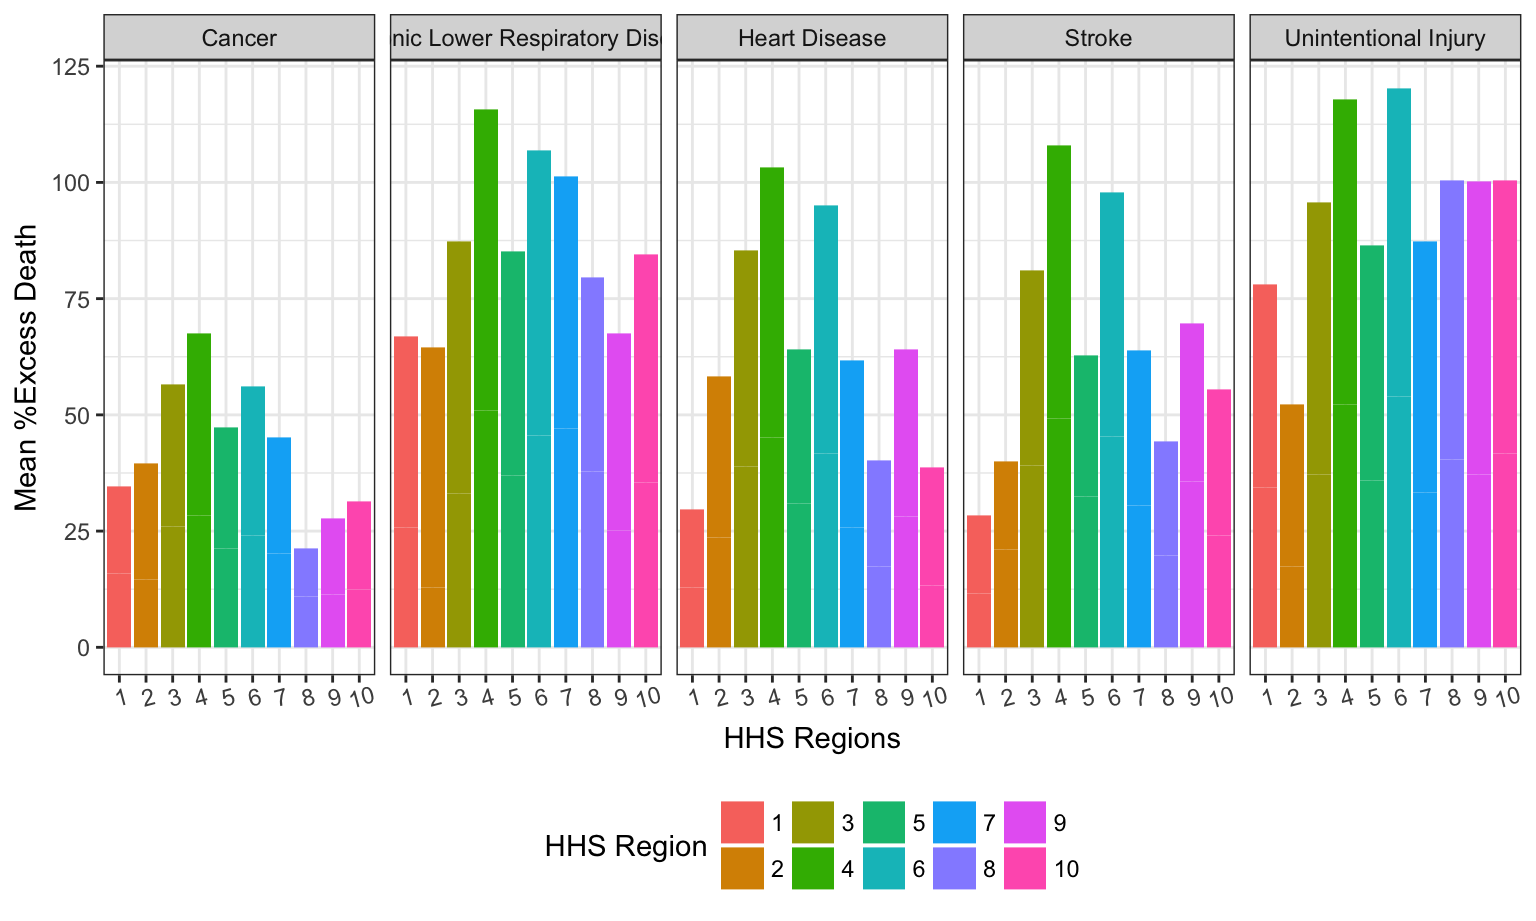 Cancer
nic Lower Respiratory Dis
Heart Disease
Stroke
Unintentional Injury
Mean %Excess Death
125
100
75
50
25
0
1 2 3 4 5 6 7 8 9 10
1 2 3 4 5 6 7 8 9 10
1 2 3 4 5 6 7 8 9 10
1 2 3 4 5 6 7 8 9 10
1 2 3 4 5 6 7 8 9 10
HHS Regions
HHS Region
1 3 5 7 9
2 4 6 8 10